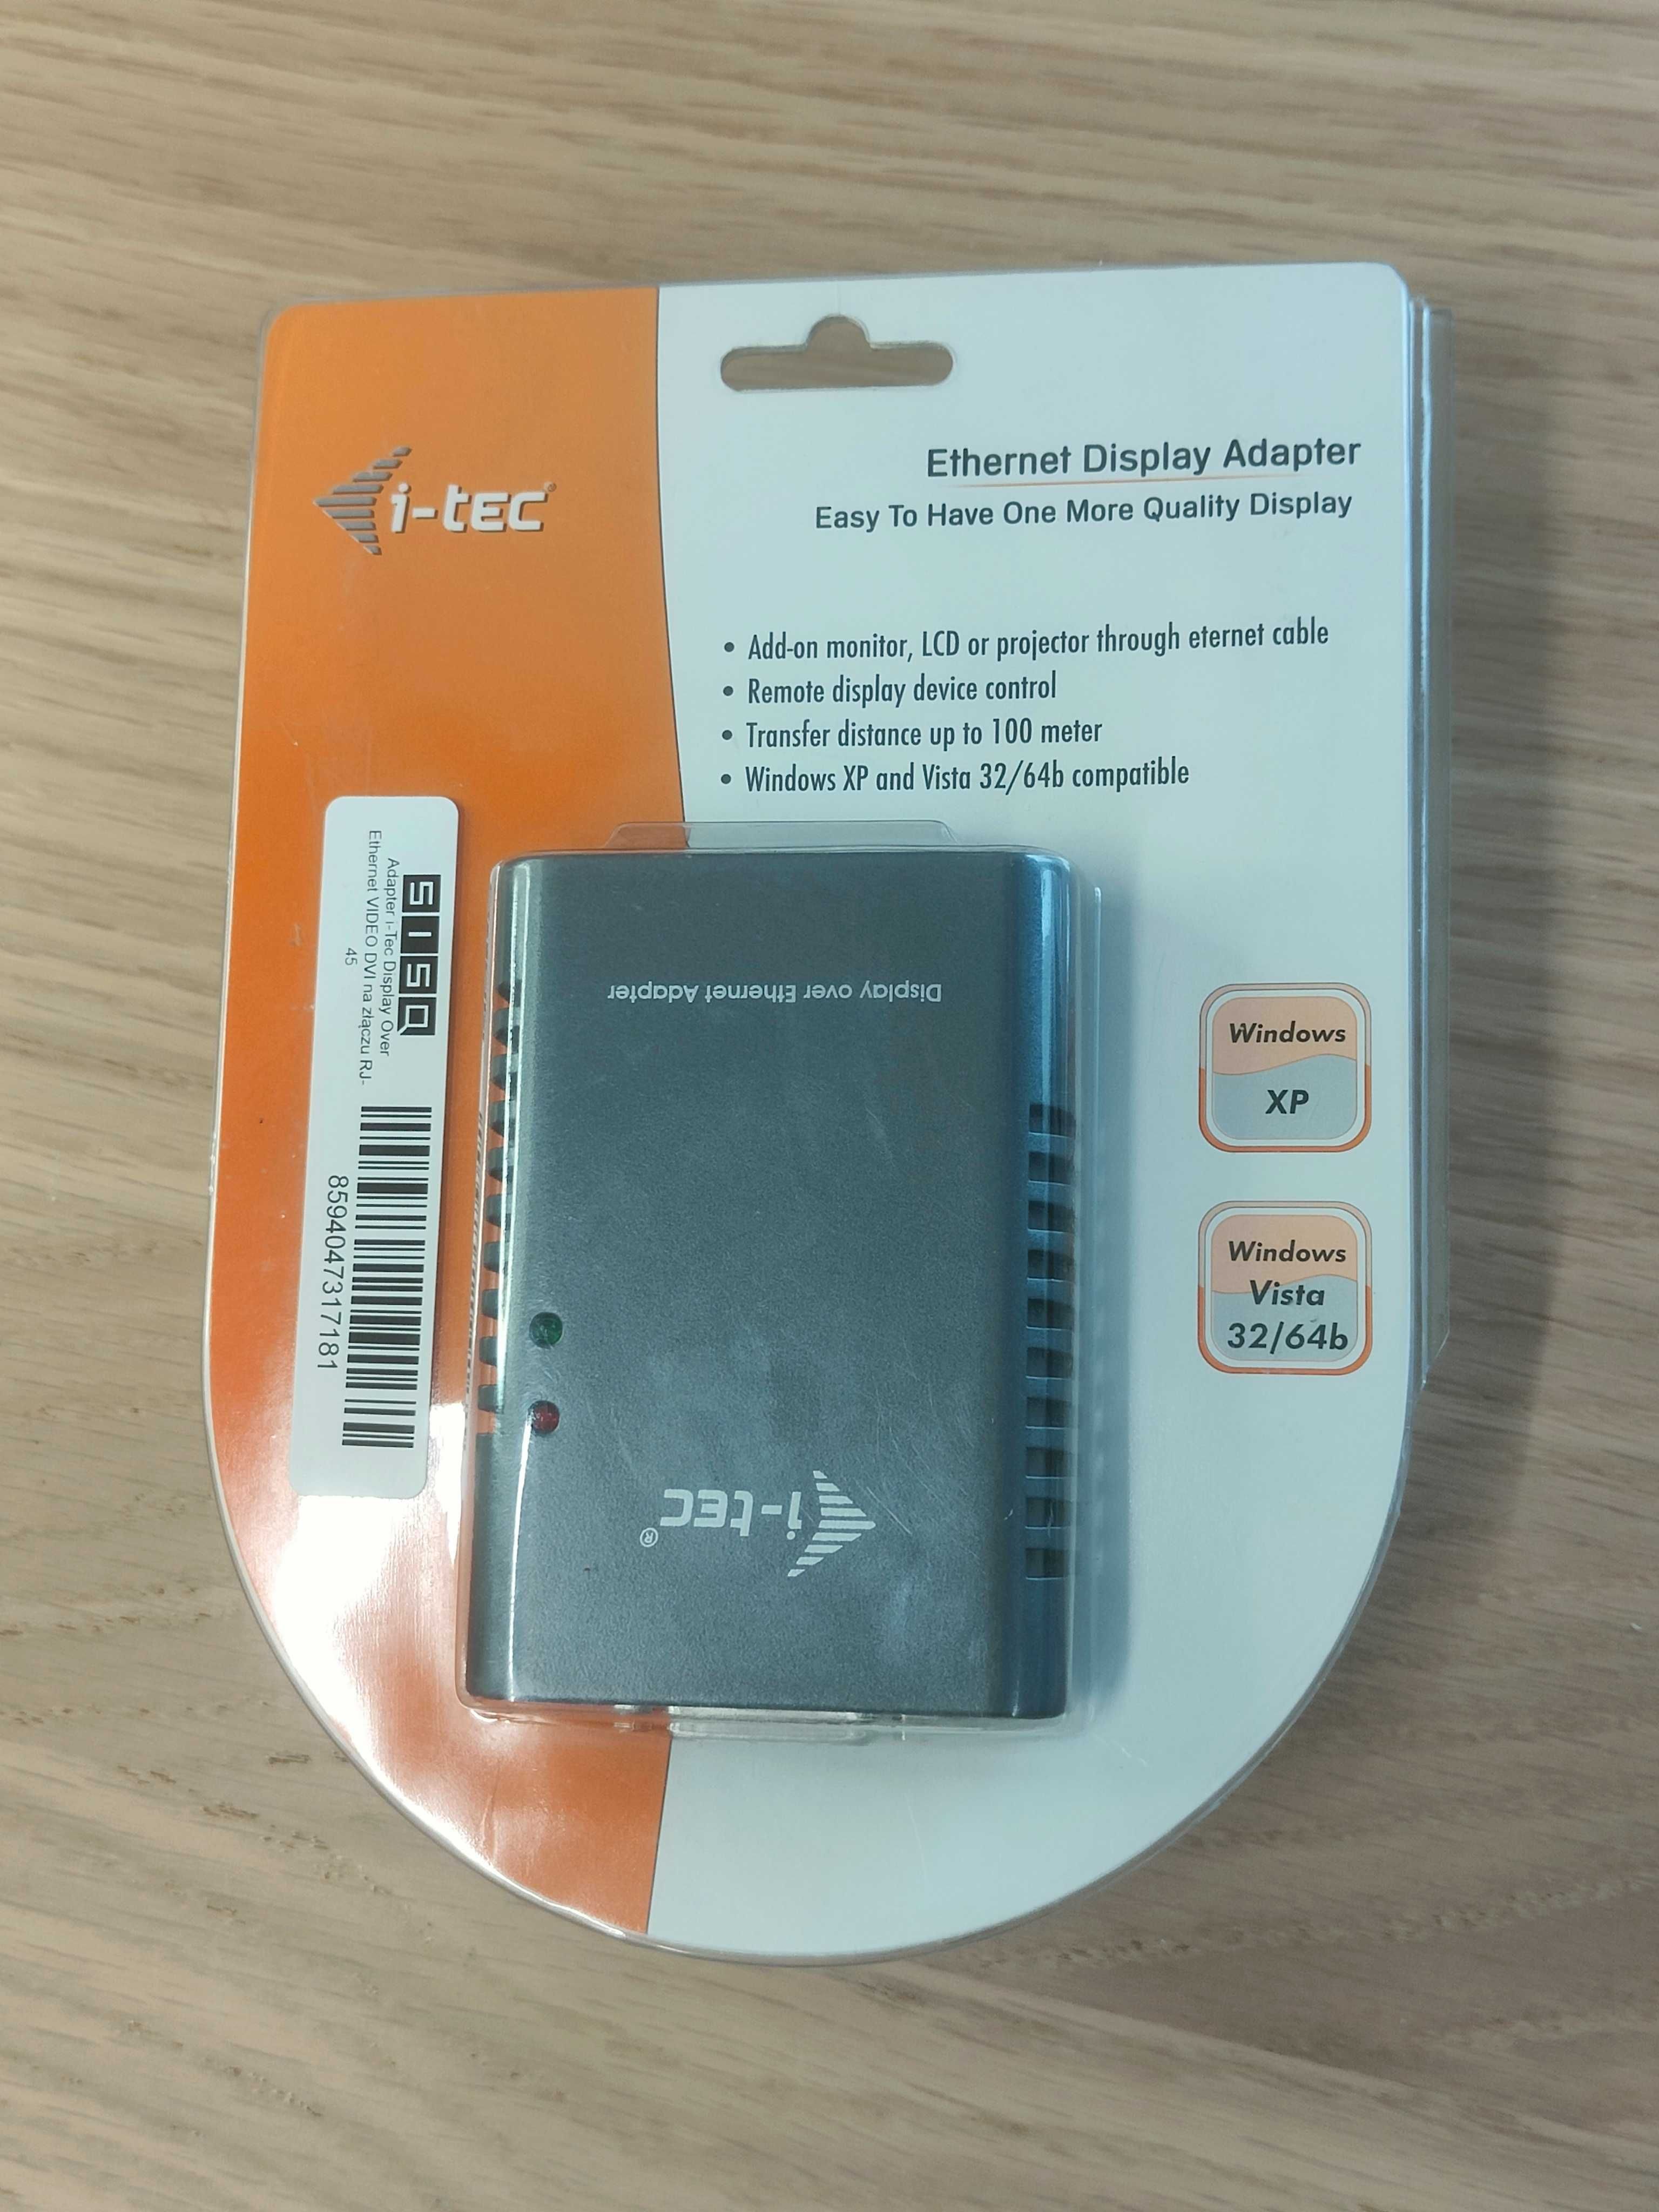 i-tec®
Ethernet Display Adapter
Easy To Have One More Quality Display
• Add-on monitor, LCD or projector through eternet cable
• Remote display device control
• Transfer distance up to 100 meter
• Windows XP and Vista 32/64b compatible
SISQ
Adapter i-Tec Display Over
Ethernet VIDEO DVI na złączu RJ-
45
8594047317181
Display over Ethernet Adapter
i-tec®
Windows
XP
Windows
Vista
32/64b